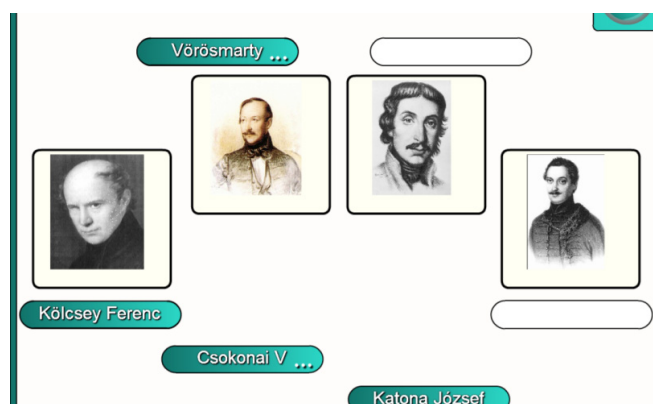 Vörösmarty ...
Kölcsey Ferenc
Csokonai V ...
Katona József